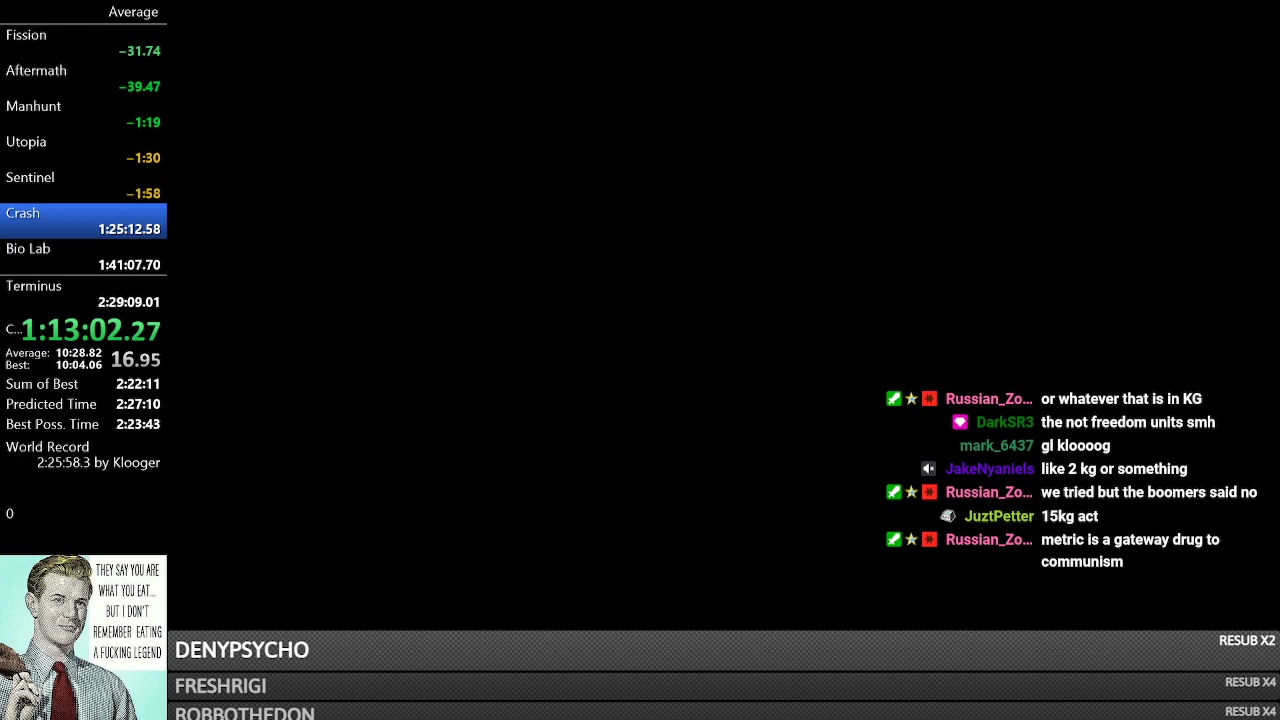 Average
Fission
−31.74
Aftermath
−39.47
Manhunt
−1:19
Utopia
−1:30
Sentinel
−1:58
Crash
1:25:12.58
Bio Lab
1:41:07.70
Terminus
2:29:09.01
C... 1:13:02.27
Average: 10:28.82
Best: 10:04.06
16.95
Sum of Best 2:22:11
Predicted Time 2:27:10
Best Poss. Time 2:23:43
World Record
2:25:58.3 by Klooger
0
THEY SAY YOU ARE
WHAT YOU EAT...
BUT I DON'T
REMEMBER EATING
A FUCKING LEGEND
Russian_Zo... or whatever that is in KG
DarkSR3 the not freedom units smh
mark_6437 gl kloooog
JakeNyaniels like 2 kg or something
Russian_Zo... we tried but the boomers said no
JuztPetter 15kg act
Russian_Zo... metric is a gateway drug to
communism
DENYPSYCHO RESUB X2
FRESHRIGI RESUB X4
ROBBOTHEDON RESUB X4